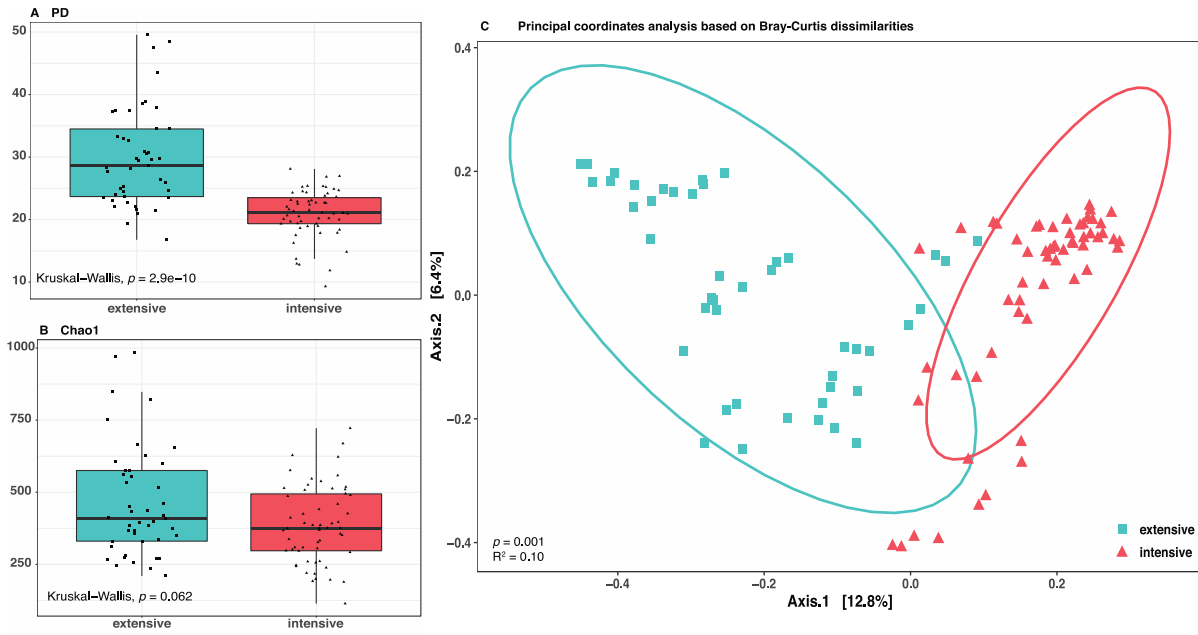 A PD
50
40
30
20
10
Kruskal−Wallis, p = 2.9e−10
extensive
intensive
B Chao1
1000
750
500
250
Kruskal−Wallis, p = 0.062
extensive
intensive
C Principal coordinates analysis based on Bray-Curtis dissimilarities
0.4
0.2
0.0
−0.2
−0.4
Axis.2 [6.4%]
p = 0.001
R² = 0.10
extensive
intensive
−0.4
−0.2
0.0
0.2
Axis.1 [12.8%]